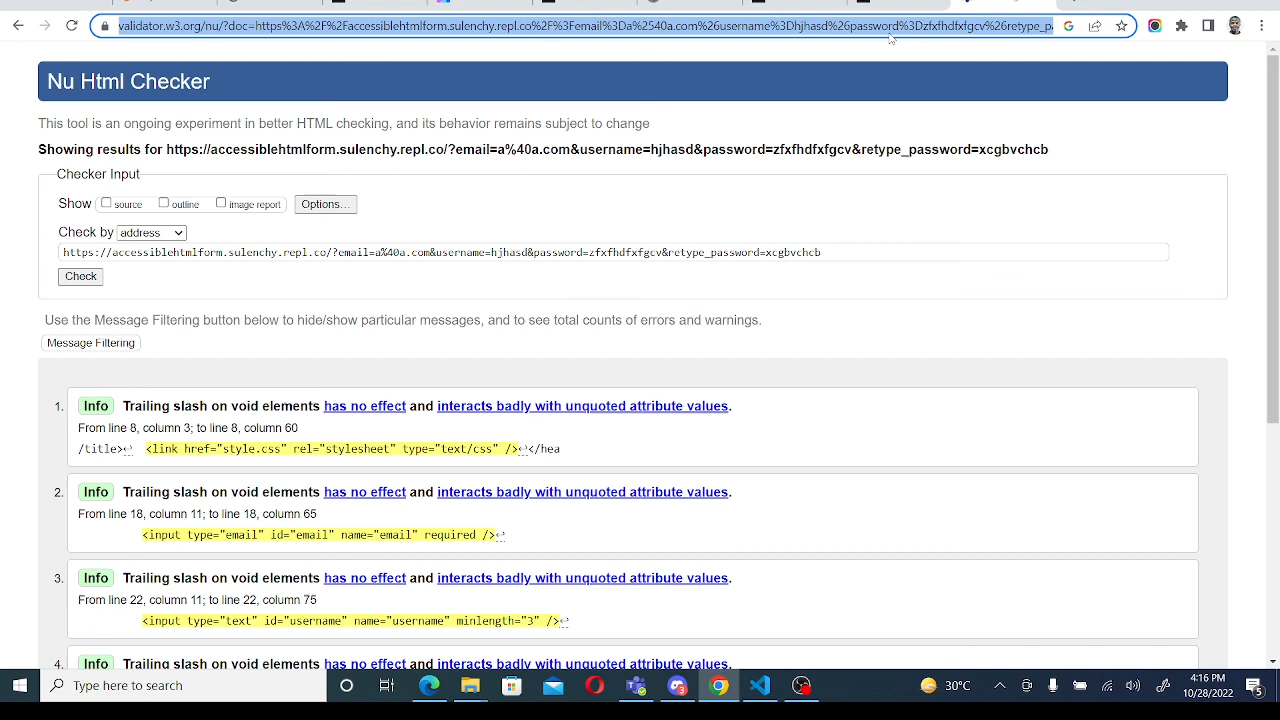 validator.w3.org/nu/?doc=https%3A%2F%2Faccessiblehtmlform.sulenchy.repl.co%2F%3Femail%3Da%2540a.com%26username%3Dhjhasd%26password%3Dzfxfhdfxfgcv%26retype_p
Nu Html Checker
This tool is an ongoing experiment in better HTML checking, and its behavior remains subject to change
Showing results for https://accessiblehtmlform.sulenchy.repl.co/?email=a%40a.com&username=hjhasd&password=zfxfhdfxfgcv&retype_password=xcgbvchcb
Checker Input
Show source outline image report Options...
Check by address
https://accessiblehtmlform.sulenchy.repl.co/?email=a%40a.com&username=hjhasd&password=zfxfhdfxfgcv&retype_password=xcgbvchcb
Check
Use the Message Filtering button below to hide/show particular messages, and to see total counts of errors and warnings.
Message Filtering
1. Info Trailing slash on void elements has no effect and interacts badly with unquoted attribute values.
From line 8, column 3; to line 8, column 60
/title>↩ <link href="style.css" rel="stylesheet" type="text/css" />↩</hea
2. Info Trailing slash on void elements has no effect and interacts badly with unquoted attribute values.
From line 18, column 11; to line 18, column 65
<input type="email" id="email" name="email" required />↩
3. Info Trailing slash on void elements has no effect and interacts badly with unquoted attribute values.
From line 22, column 11; to line 22, column 75
<input type="text" id="username" name="username" minlength="3" />↩
4. Info Trailing slash on void elements has no effect and interacts badly with unquoted attribute values.
Type here to search
30°C
4:16 PM
10/28/2022
5